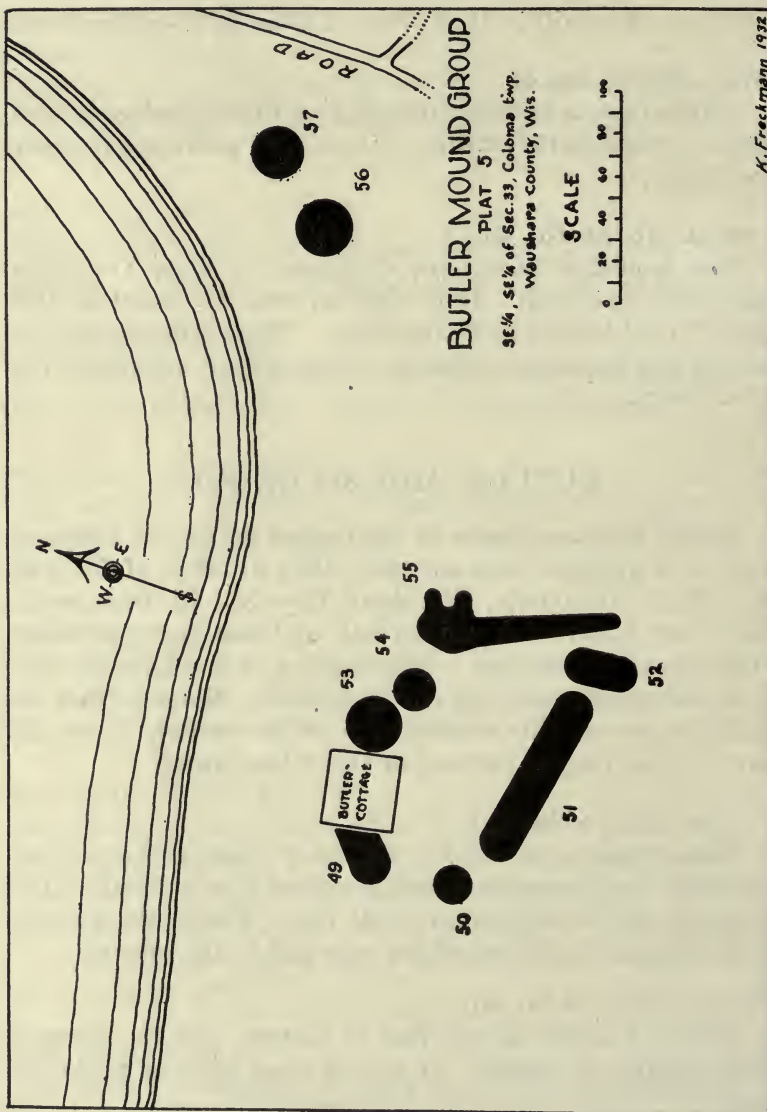 ROAD
57
56
N
W E
S
BUTLER MOUND GROUP
PLAT 5
SE¼, SE¼ of Sec.33, Coloma twp.
Waushara County, Wis.
SCALE
0 20 40 60 80 100
K. Freckmann 1932
55
54
53
BUTLER-
COTTAGE
49
52
51
50